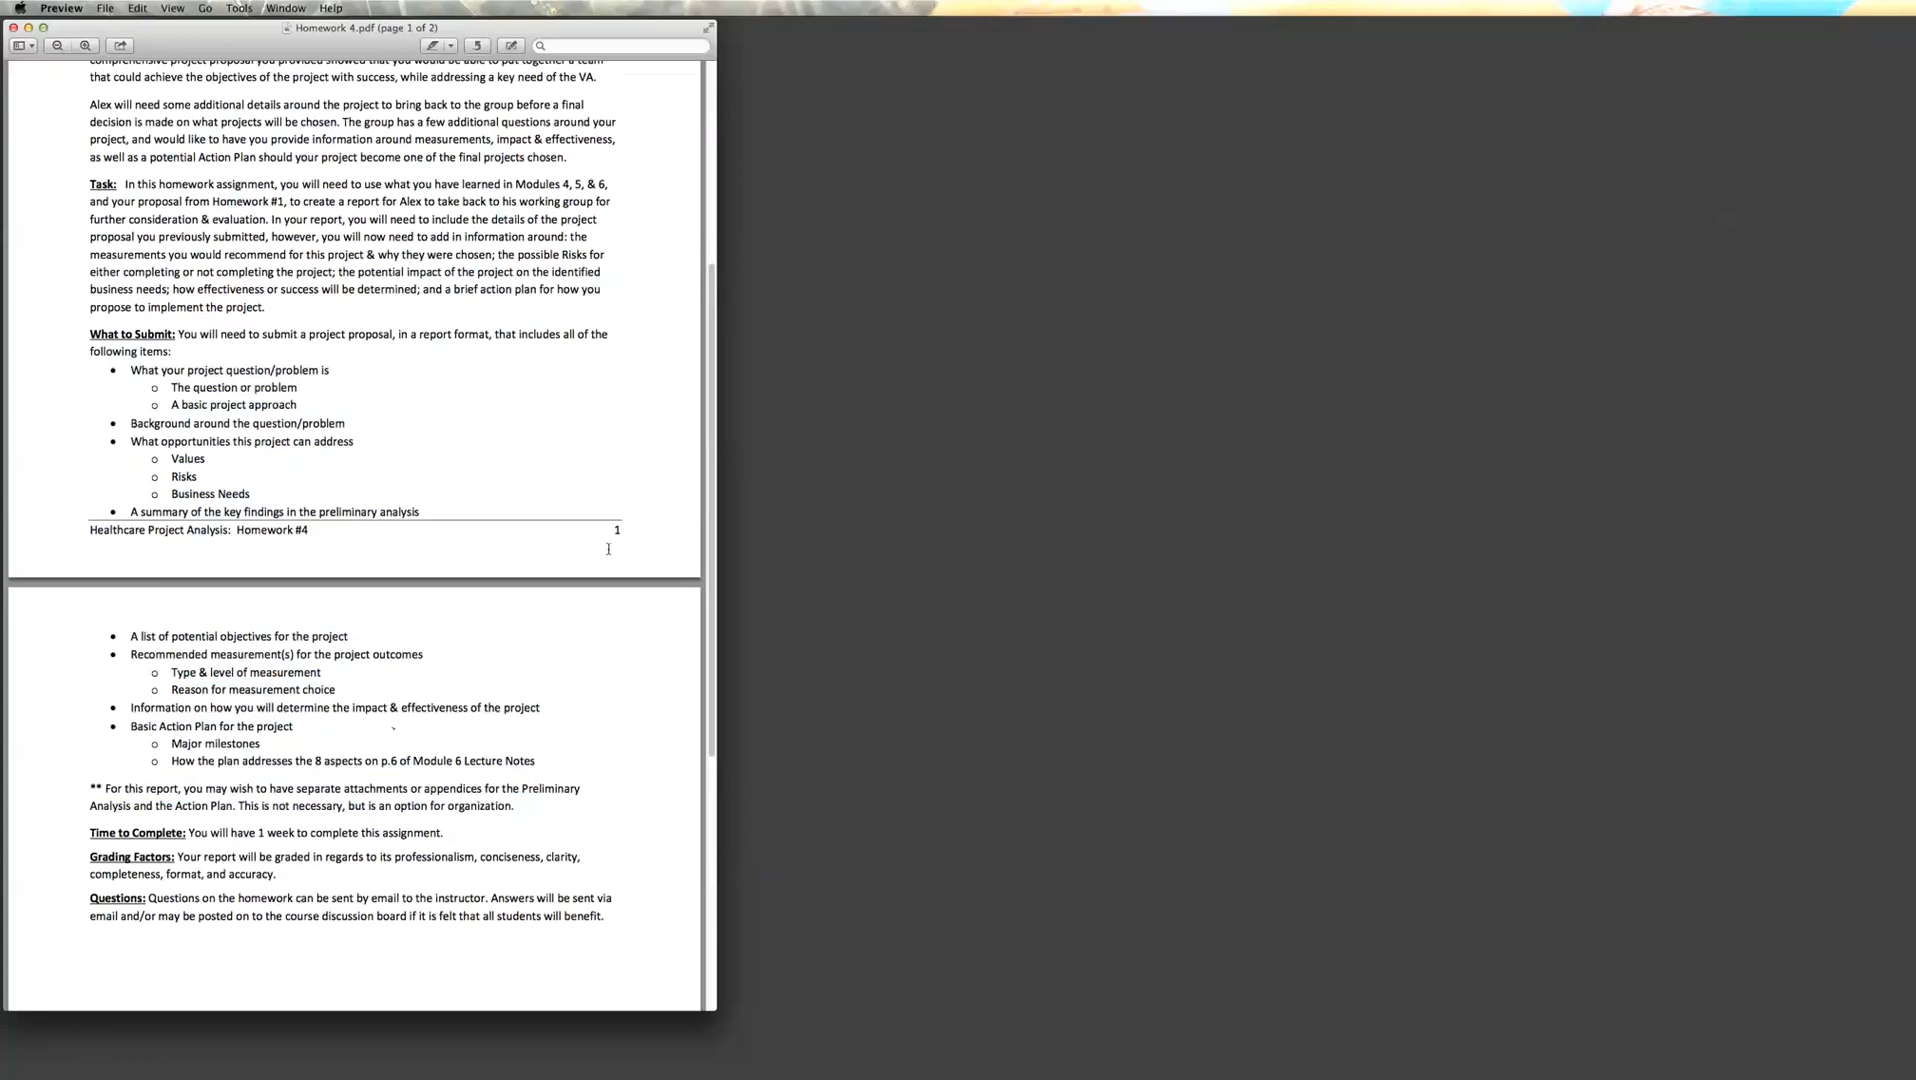 Preview File Edit View Go Tools Window Help
Homework 4.pdf (page 1 of 2)
comprehensive project proposal you provided showed that you would be able to put together a team
that could achieve the objectives of the project with success, while addressing a key need of the VA.
Alex will need some additional details around the project to bring back to the group before a final
decision is made on what projects will be chosen. The group has a few additional questions around your
project, and would like to have you provide information around measurements, impact & effectiveness,
as well as a potential Action Plan should your project become one of the final projects chosen.
Task: In this homework assignment, you will need to use what you have learned in Modules 4, 5, & 6,
and your proposal from Homework #1, to create a report for Alex to take back to his working group for
further consideration & evaluation. In your report, you will need to include the details of the project
proposal you previously submitted, however, you will now need to add in information around: the
measurements you would recommend for this project & why they were chosen; the possible Risks for
either completing or not completing the project; the potential impact of the project on the identified
business needs; how effectiveness or success will be determined; and a brief action plan for how you
propose to implement the project.
What to Submit: You will need to submit a project proposal, in a report format, that includes all of the
following items:
• What your project question/problem is
o The question or problem
o A basic project approach
• Background around the question/problem
• What opportunities this project can address
o Values
o Risks
o Business Needs
• A summary of the key findings in the preliminary analysis
Healthcare Project Analysis: Homework #4 1
• A list of potential objectives for the project
• Recommended measurement(s) for the project outcomes
o Type & level of measurement
o Reason for measurement choice
• Information on how you will determine the impact & effectiveness of the project
• Basic Action Plan for the project
o Major milestones
o How the plan addresses the 8 aspects on p.6 of Module 6 Lecture Notes
** For this report, you may wish to have separate attachments or appendices for the Preliminary
Analysis and the Action Plan. This is not necessary, but is an option for organization.
Time to Complete: You will have 1 week to complete this assignment.
Grading Factors: Your report will be graded in regards to its professionalism, conciseness, clarity,
completeness, format, and accuracy.
Questions: Questions on the homework can be sent by email to the instructor. Answers will be sent via
email and/or may be posted on to the course discussion board if it is felt that all students will benefit.